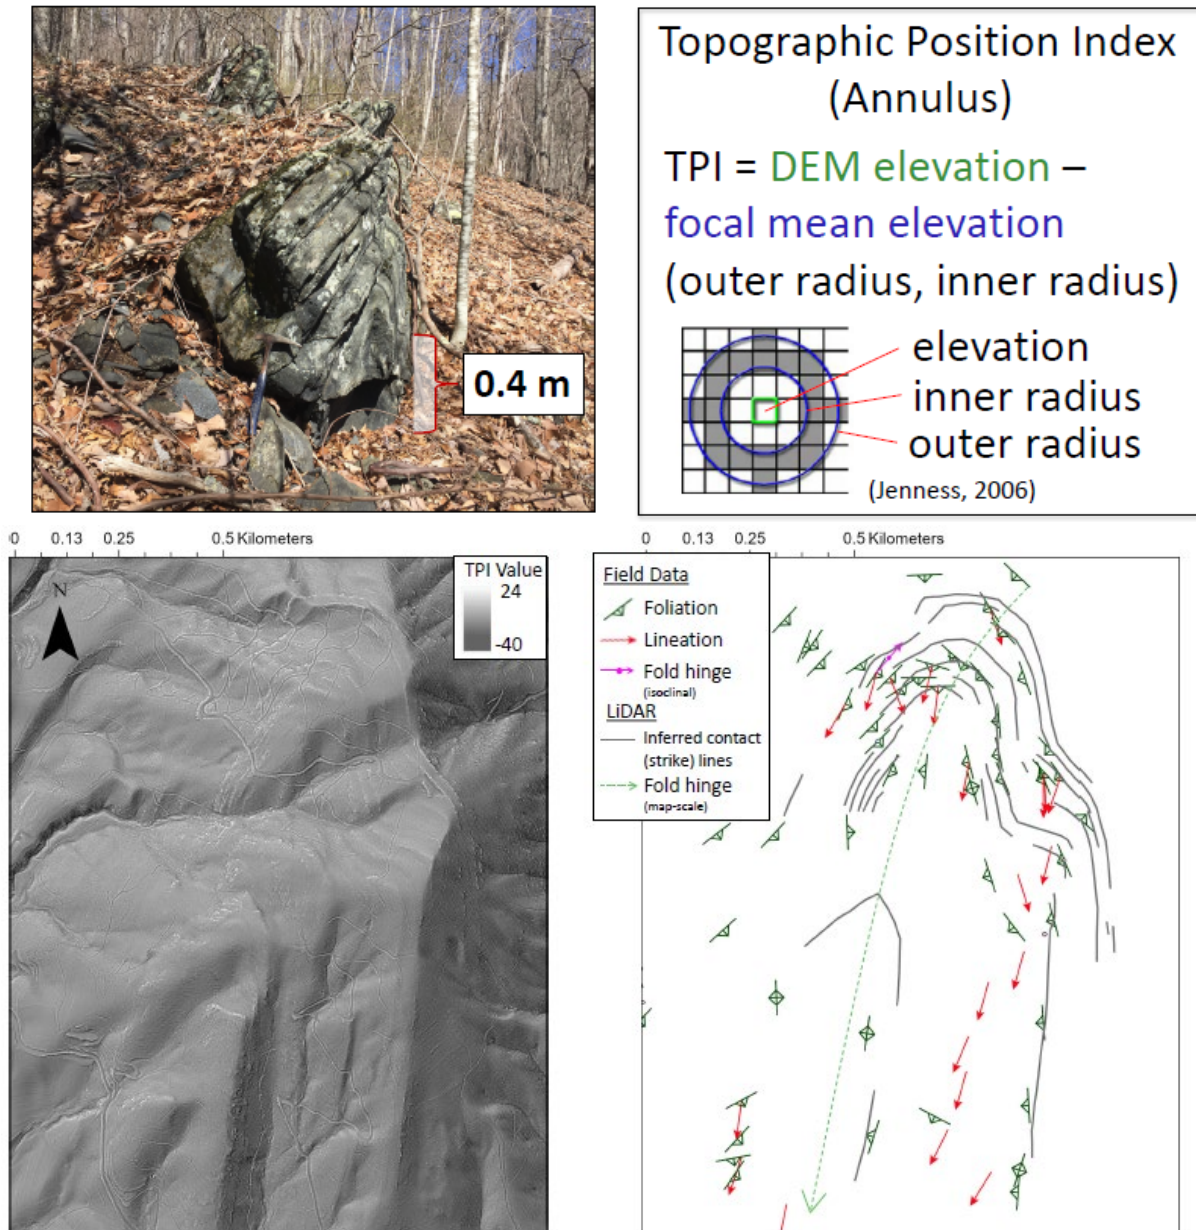 0.4 m
Topographic Position Index
(Annulus)
TPI = DEM elevation –
focal mean elevation
(outer radius, inner radius)
elevation
inner radius
outer radius
(Jenness, 2006)
0 0.13 0.25 0.5 Kilometers
N
TPI Value
24
-40
0 0.13 0.25 0.5 Kilometers
Field Data
Foliation
Lineation
Fold hinge
(isoclinal)
LiDAR
Inferred contact
(strike) lines
Fold hinge
(map-scale)